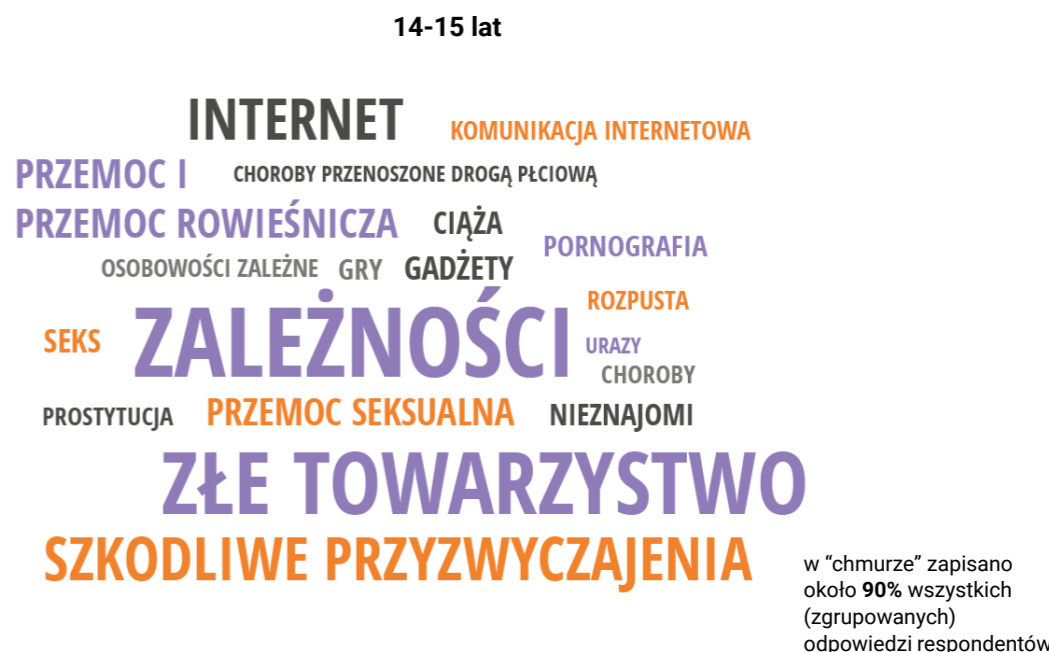 14-15 lat
INTERNET
KOMUNIKACJA INTERNETOWA
PRZEMOC I
CHOROBY PRZENOSZONE DROGĄ PŁCIOWĄ
PRZEMOC ROWIEŚNICZA
CIĄŻA
PORNOGRAFIA
OSOBOWOŚCI ZALEŻNE
GRY
GADŻETY
ROZPUSTA
SEKS
ZALEŻNOŚCI
URAZY
CHOROBY
PROSTYTUCJA
PRZEMOC SEKSUALNA
NIEZNAJOMI
ZŁE TOWARZYSTWO
SZKODLIWE PRZYZWYCZAJENIA
w “chmurze” zapisano
około 90% wszystkich
(zgrupowanych)
odpowiedzi respondentów